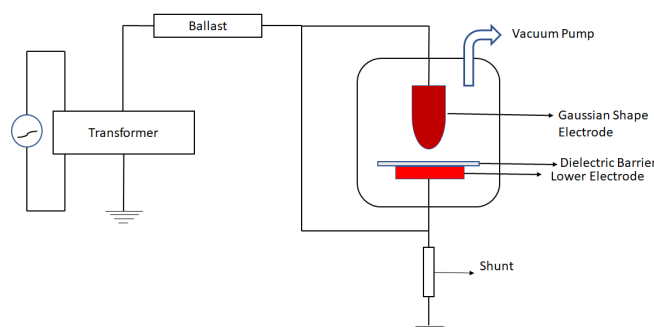 Ballast
Vacuum Pump
Gaussian Shape
Electrode
Transformer
Dielectric Barrier
Lower Electrode
Shunt